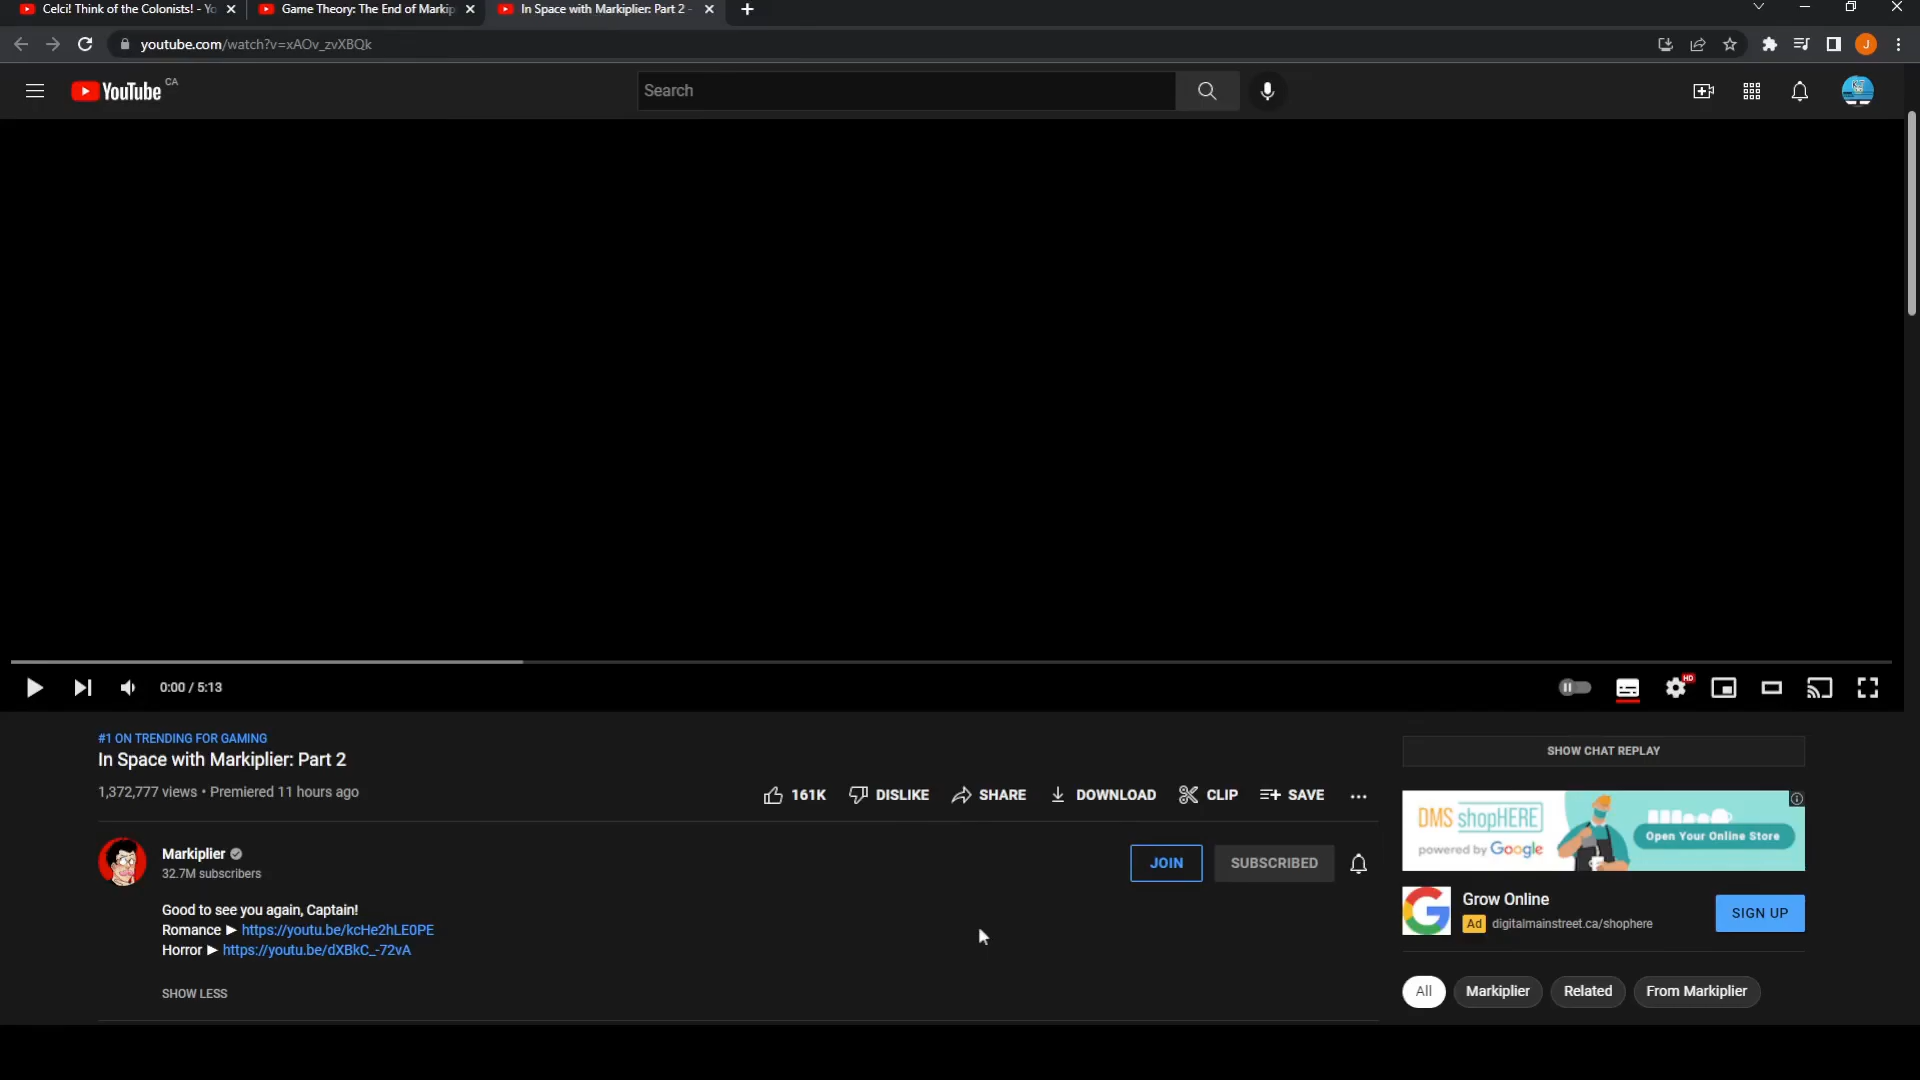 Celci! Think of the Colonists! - Yo
Game Theory: The End of Markip
In Space with Markiplier: Part 2 -
youtube.com/watch?v=xAOv_zvXBQk
J
YouTube CA
Search
0:00 / 5:13
HD
#1 ON TRENDING FOR GAMING
In Space with Markiplier: Part 2
1,372,777 views • Premiered 11 hours ago
161K DISLIKE SHARE DOWNLOAD CLIP SAVE
Markiplier
32.7M subscribers
JOIN SUBSCRIBED
Good to see you again, Captain!
Romance ► https://youtu.be/kcHe2hLE0PE
Horror ► https://youtu.be/dXBkC_-72vA
SHOW LESS
SHOW CHAT REPLAY
DMS shopHERE
powered by Google
Open Your Online Store
Grow Online
Ad digitalmainstreet.ca/shophere
SIGN UP
All Markiplier Related From Markiplier